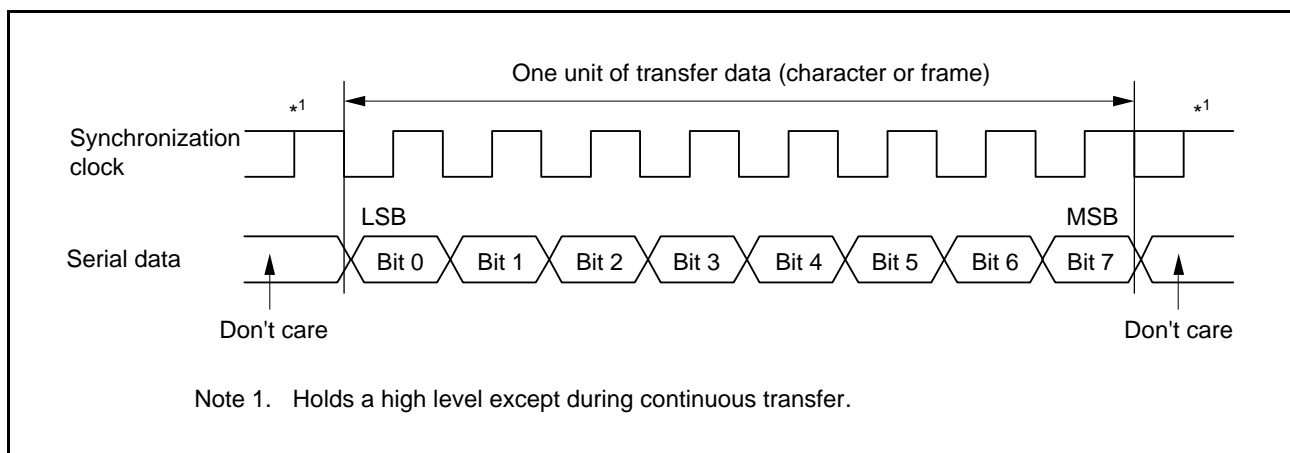 One unit of transfer data (character or frame)
*1
*1
Synchronization
clock
LSB
MSB
Serial data
Bit 0
Bit 1
Bit 2
Bit 3
Bit 4
Bit 5
Bit 6
Bit 7
Don't care
Don't care
Note 1. Holds a high level except during continuous transfer.